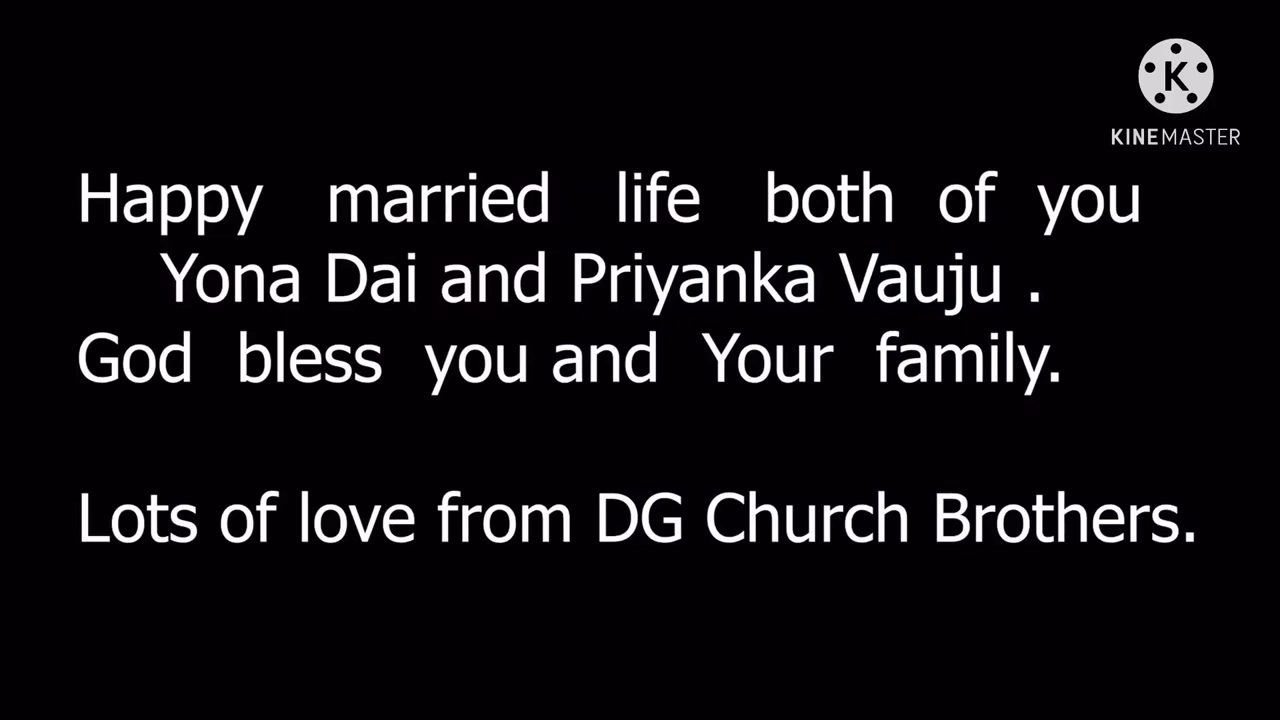 K
KINEMASTER
Happy married life both of you
Yona Dai and Priyanka Vauju .
God bless you and Your family.
Lots of love from DG Church Brothers.